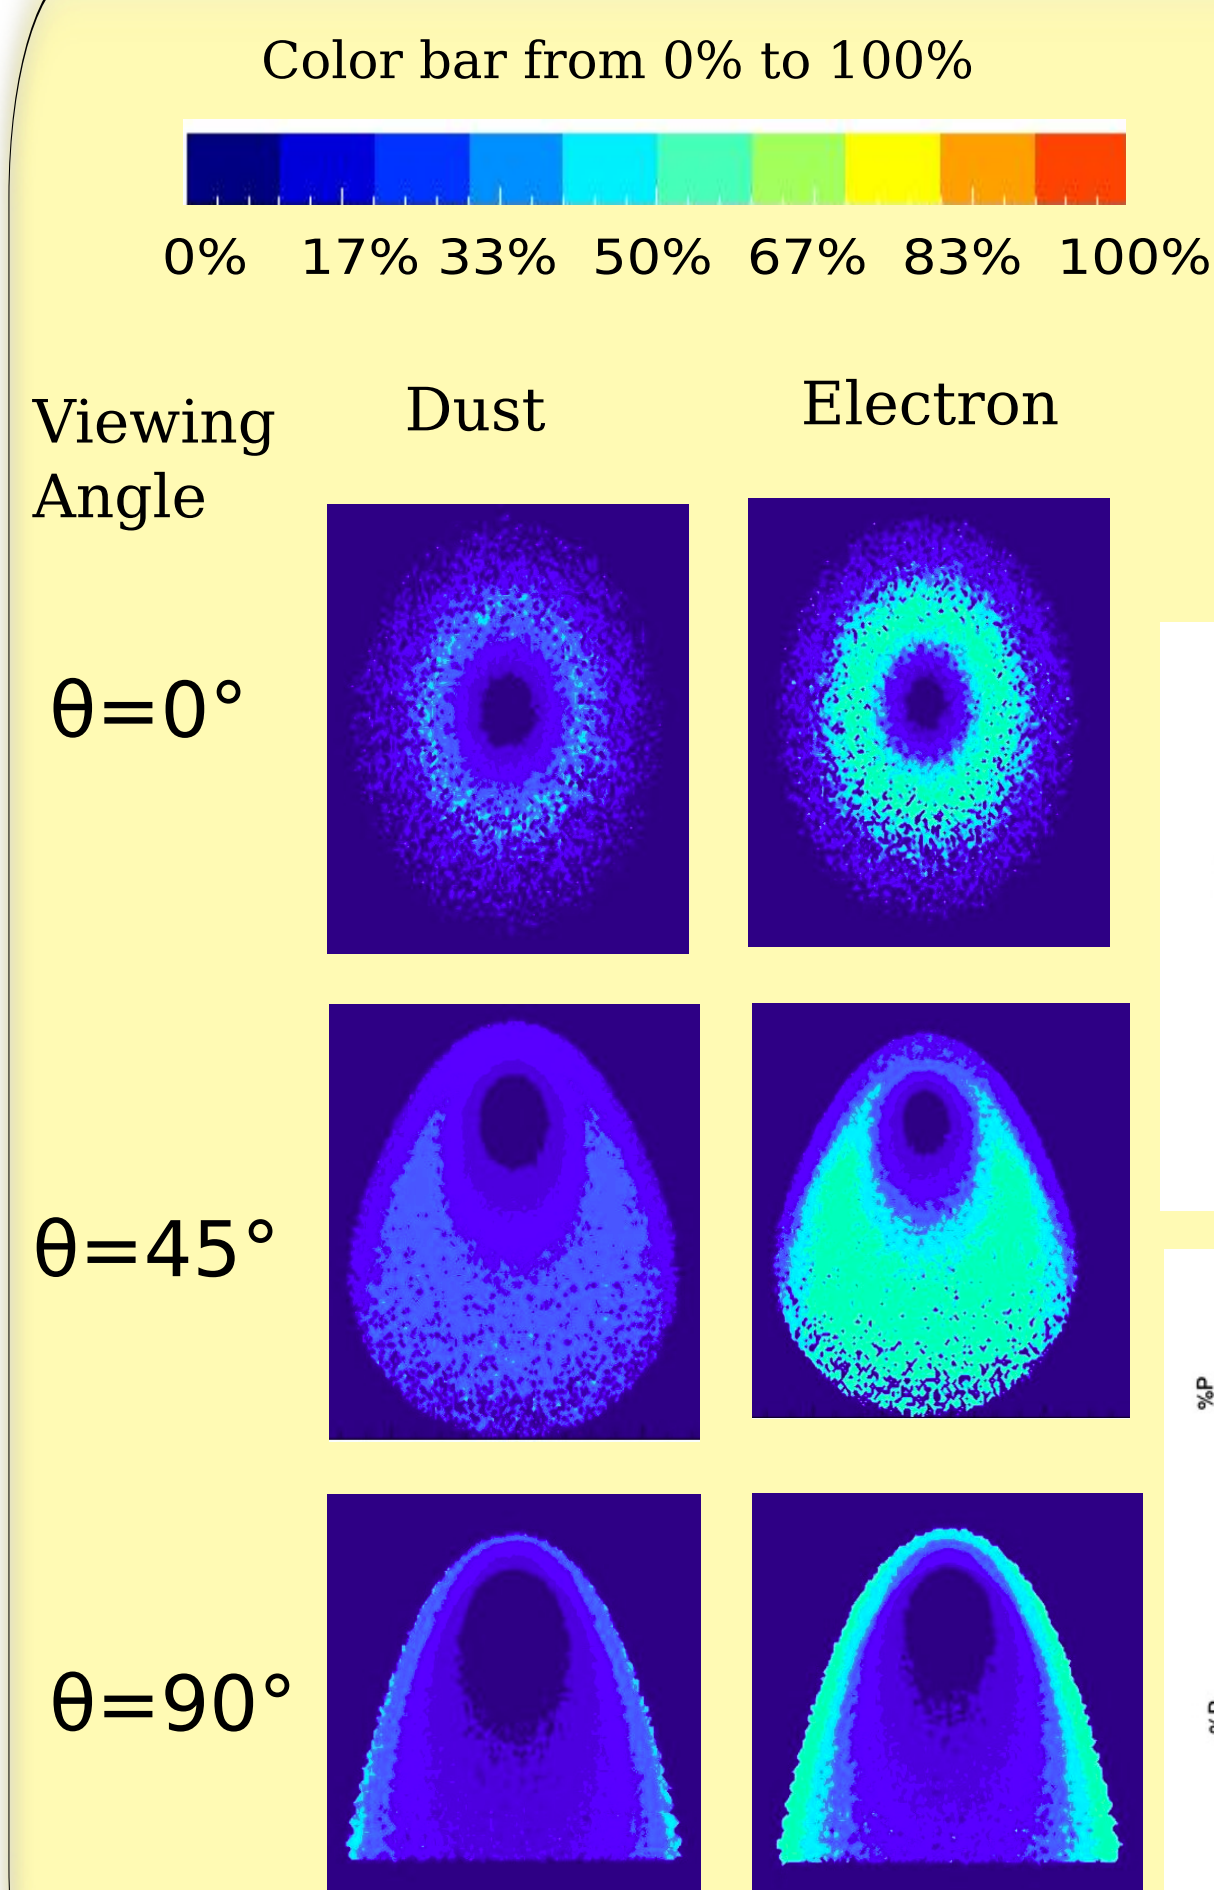 Color bar from 0% to 100%
0% 17% 33% 50% 67% 83% 100%
Viewing Angle
Dust
Electron
θ=0°
θ=45°
%P
θ=90°